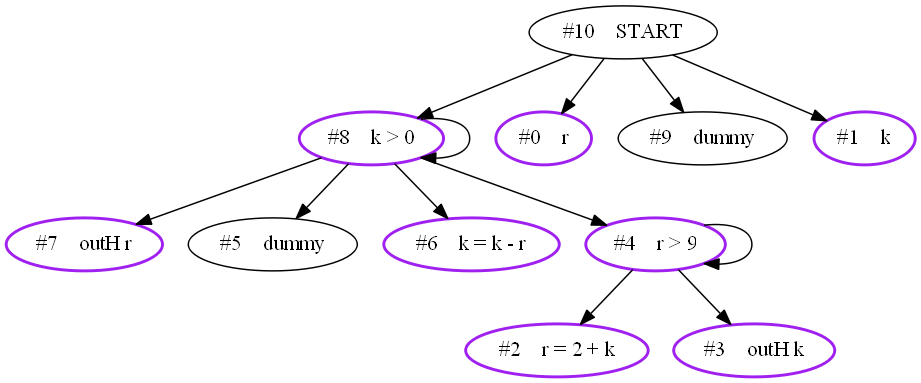 #10 START
#8 k > 0
#0 r
#9 dummy
#1 k
#7 outH r
#5 dummy
#6 k = k - r
#4 r > 9
#2 r = 2 + k
#3 outH k